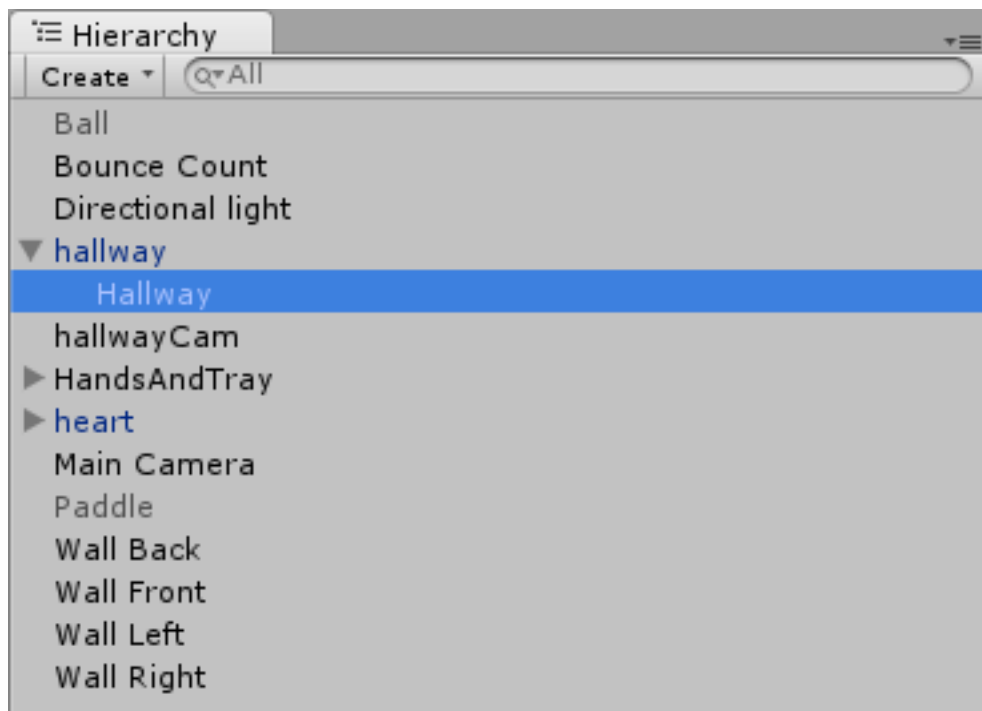 Hierarchy
Create All
Ball
Bounce Count
Directional light
hallway
Hallway
hallwayCam
HandsAndTray
heart
Main Camera
Paddle
Wall Back
Wall Front
Wall Left
Wall Right